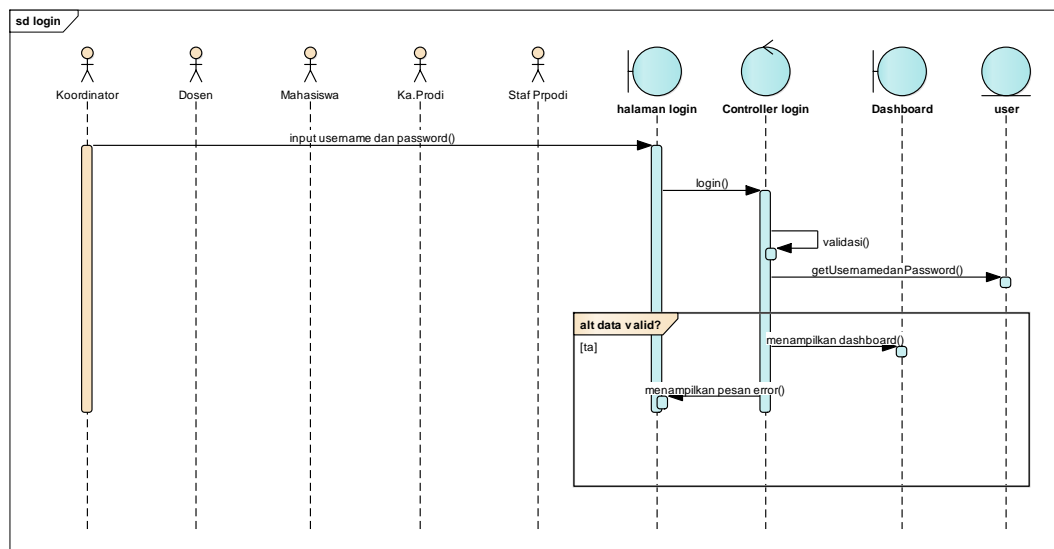 sd login
Koordinator
Dosen
Mahasiswa
Ka.Prodi
Staf Prpodi
halaman login
Controller login
Dashboard
user
input username dan password()
login()
validasi()
getUsernamedanPassword()
alt data valid?
[ta]
menampilkan dashboard()
menampilkan pesan error()